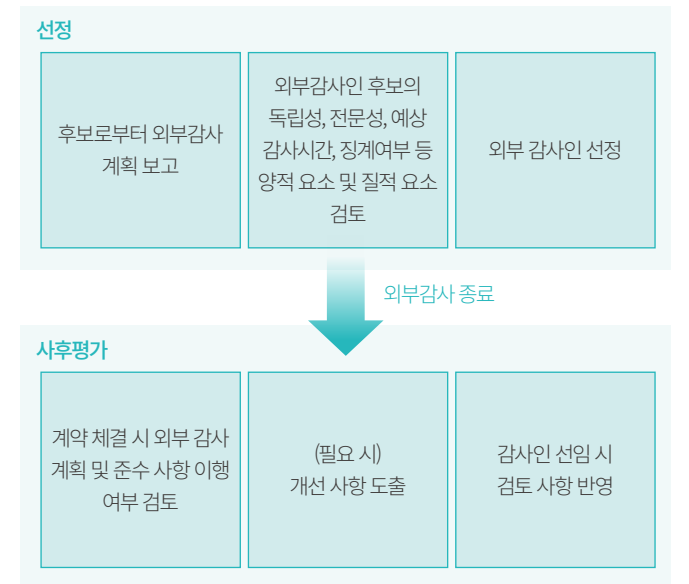 선정
후보로부터 외부감사
계획 보고
외부감사인 후보의
독립성, 전문성, 예상
감사시간, 징계여부 등
양적 요소 및 질적 요소
검토
외부 감사인 선정
외부감사 종료
사후평가
계약 체결 시 외부 감사
계획 및 준수 사항 이행
여부 검토
(필요 시)
개선 사항 도출
감사인 선임 시
검토 사항 반영